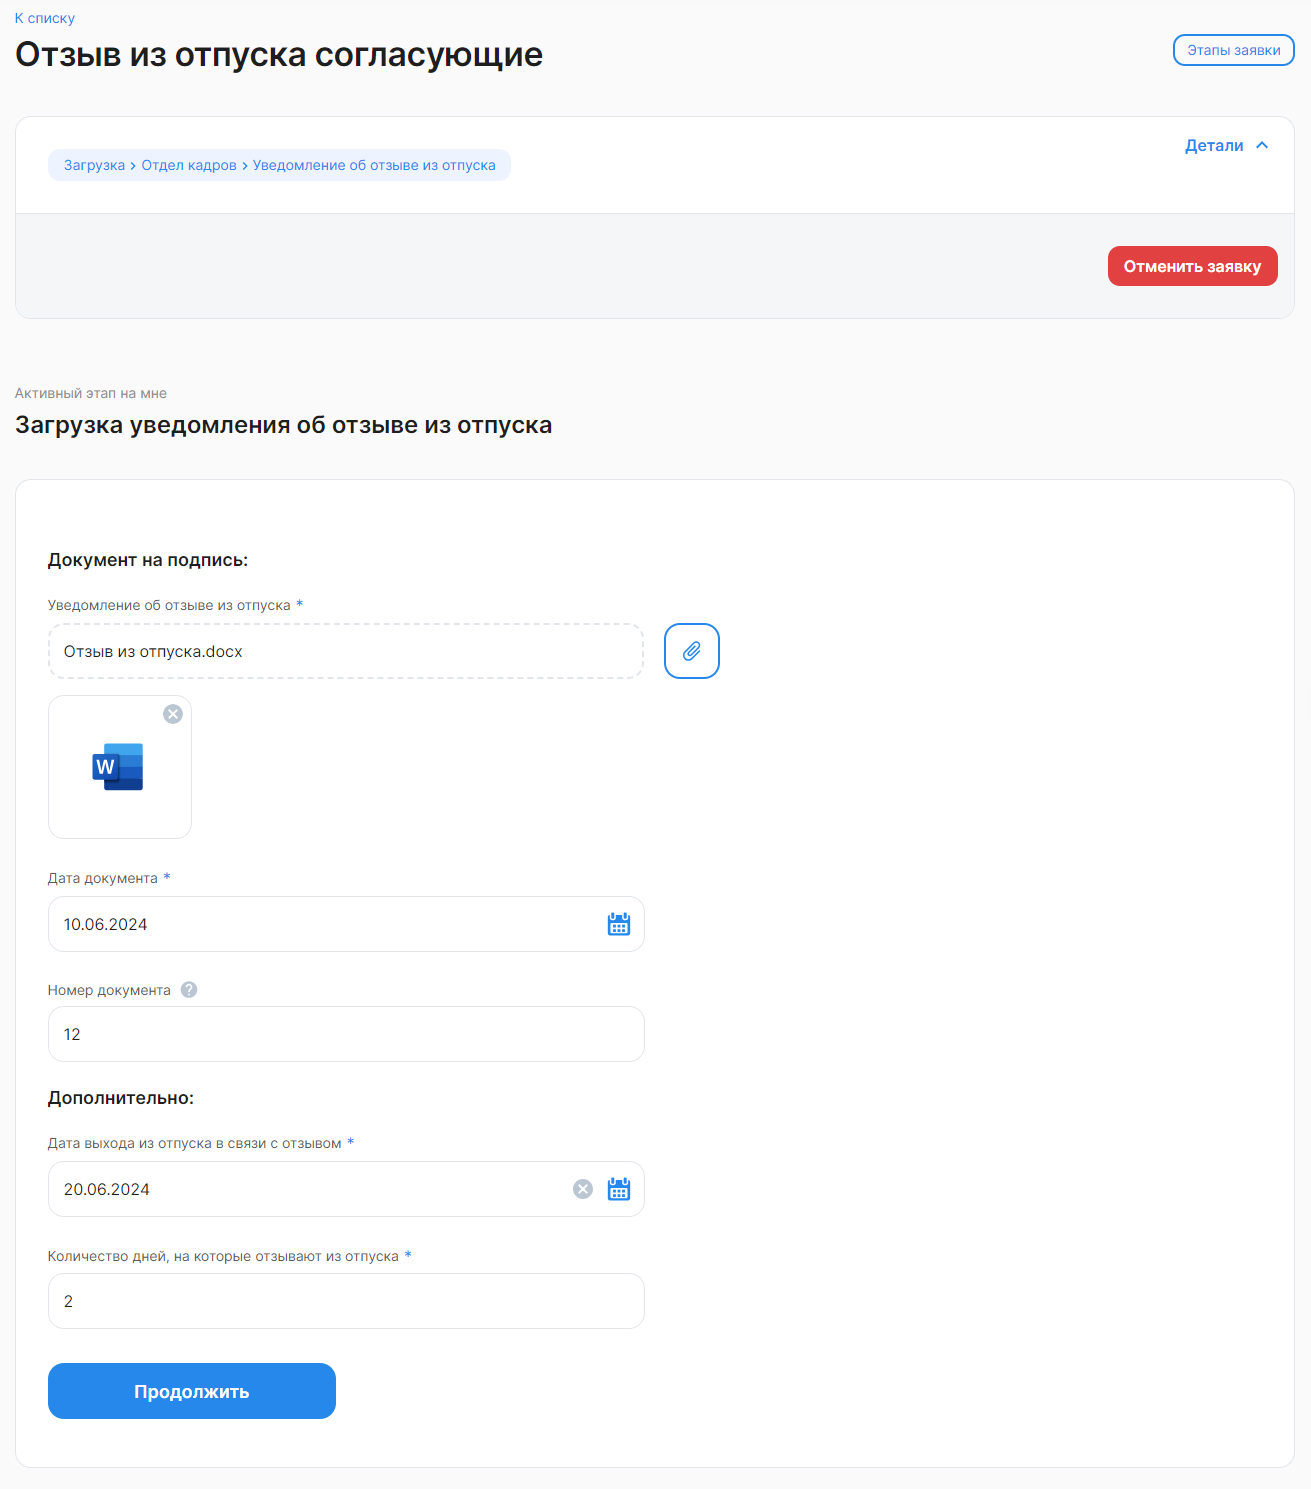 К списку
Отзыв из отпуска согласующие
Этапы заявки
Детали
Загрузка › Отдел кадров › Уведомление об отзыве из отпуска
Отменить заявку
Активный этап на мне
Загрузка уведомления об отзыве из отпуска
Документ на подпись:
Уведомление об отзыве из отпуска *
Отзыв из отпуска.docx
W
Дата документа *
10.06.2024
Номер документа ?
12
Дополнительно:
Дата выхода из отпуска в связи с отзывом *
20.06.2024
Количество дней, на которые отзывают из отпуска *
2
Продолжить